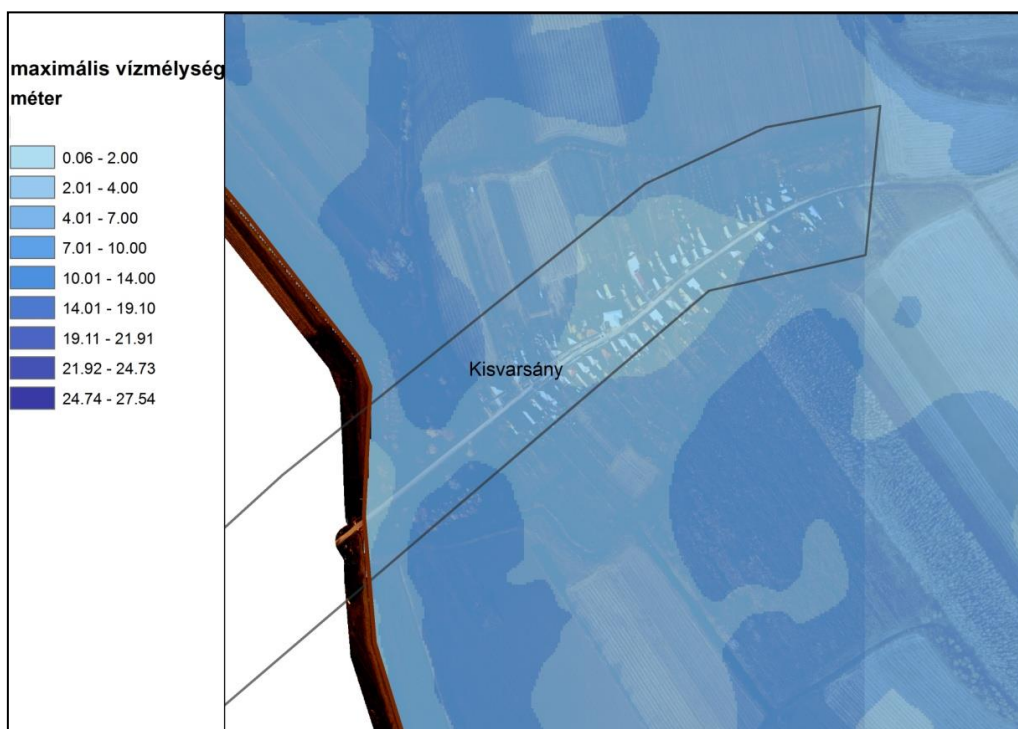 maximális vízmélység
méter
0.06 - 2.00
2.01 - 4.00
4.01 - 7.00
7.01 - 10.00
10.01 - 14.00
14.01 - 19.10
19.11 - 21.91
21.92 - 24.73
24.74 - 27.54
Kisvarsány